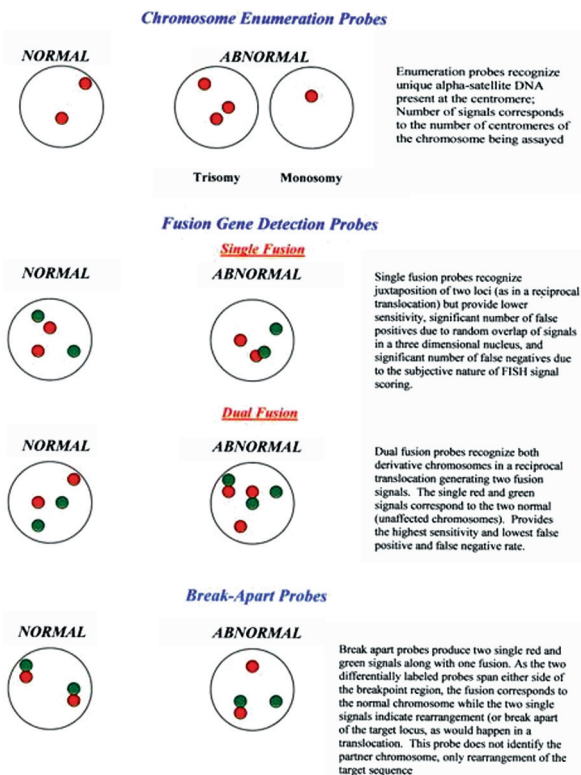 Chromosome Enumeration Probes
NORMAL
ABNORMAL
Enumeration probes recognize
unique alpha-satellite DNA
present at the centromere;
Number of signals corresponds
to the number of centromeres of
the chromosome being assayed
Trisomy
Monosomy
Fusion Gene Detection Probes
Single Fusion
NORMAL
ABNORMAL
Single fusion probes recognize
juxtaposition of two loci (as in a reciprocal
translocation) but provide lower
sensitivity, significant number of false
positives due to random overlap of signals
in a three dimensional nucleus, and
significant number of false negatives due
to the subjective nature of FISH signal
scoring.
Dual Fusion
NORMAL
ABNORMAL
Dual fusion probes recognize both
derivative chromosomes in a reciprocal
translocation generating two fusion
signals. The single red and green
signals correspond to the two normal
(unaffected chromosomes). Provides
the highest sensitivity and lowest false
positive and false negative rate.
Break-Apart Probes
NORMAL
ABNORMAL
Break apart probes produce two single red and
green signals along with one fusion. As the two
differentially labeled probes span either side of
the breakpoint region, the fusion corresponds to
the normal chromosome while the two single
signals indicate rearrangement (or break apart
of the target locus, as would happen in a
translocation. This probe does not identify the
partner chromosome, only rearrangement of the
target sequence